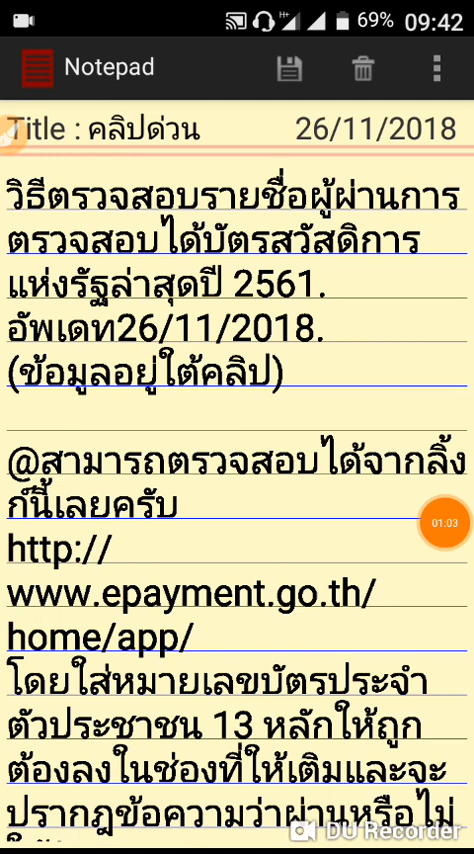 H+ 69% 09:42
Notepad
Title : คลิปด่วน 26/11/2018
วิธีตรวจสอบรายชื่อผู้ผ่านการ
ตรวจสอบได้บัตรสวัสดิการ
แห่งรัฐล่าสุดปี 2561.
อัพเดท26/11/2018.
(ข้อมูลอยู่ใต้คลิป)
@สามารถตรวจสอบได้จากลิ้ง
ก์นี้เลยครับ
http://
www.epayment.go.th/
home/app/
โดยใส่หมายเลขบัตรประจำ
ตัวประชาชน 13 หลักให้ถูก
ต้องลงในช่องที่ให้เติมและจะ
ปรากฎข้อความว่าผ่านหรือไม่
01:03
DU Recorder